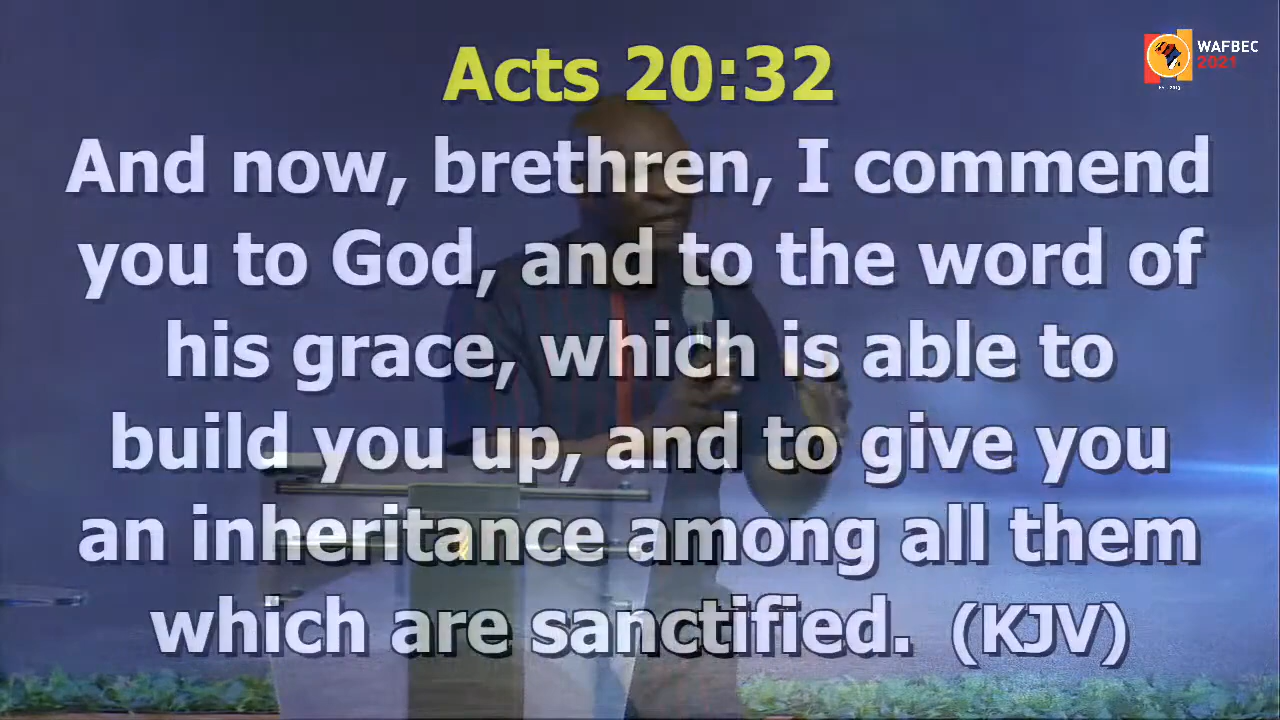 Acts 20:32
WAFBEC
2021
And now, brethren, I commend
you to God, and to the word of
his grace, which is able to
build you up, and to give you
an inheritance among all them
which are sanctified. (KJV)